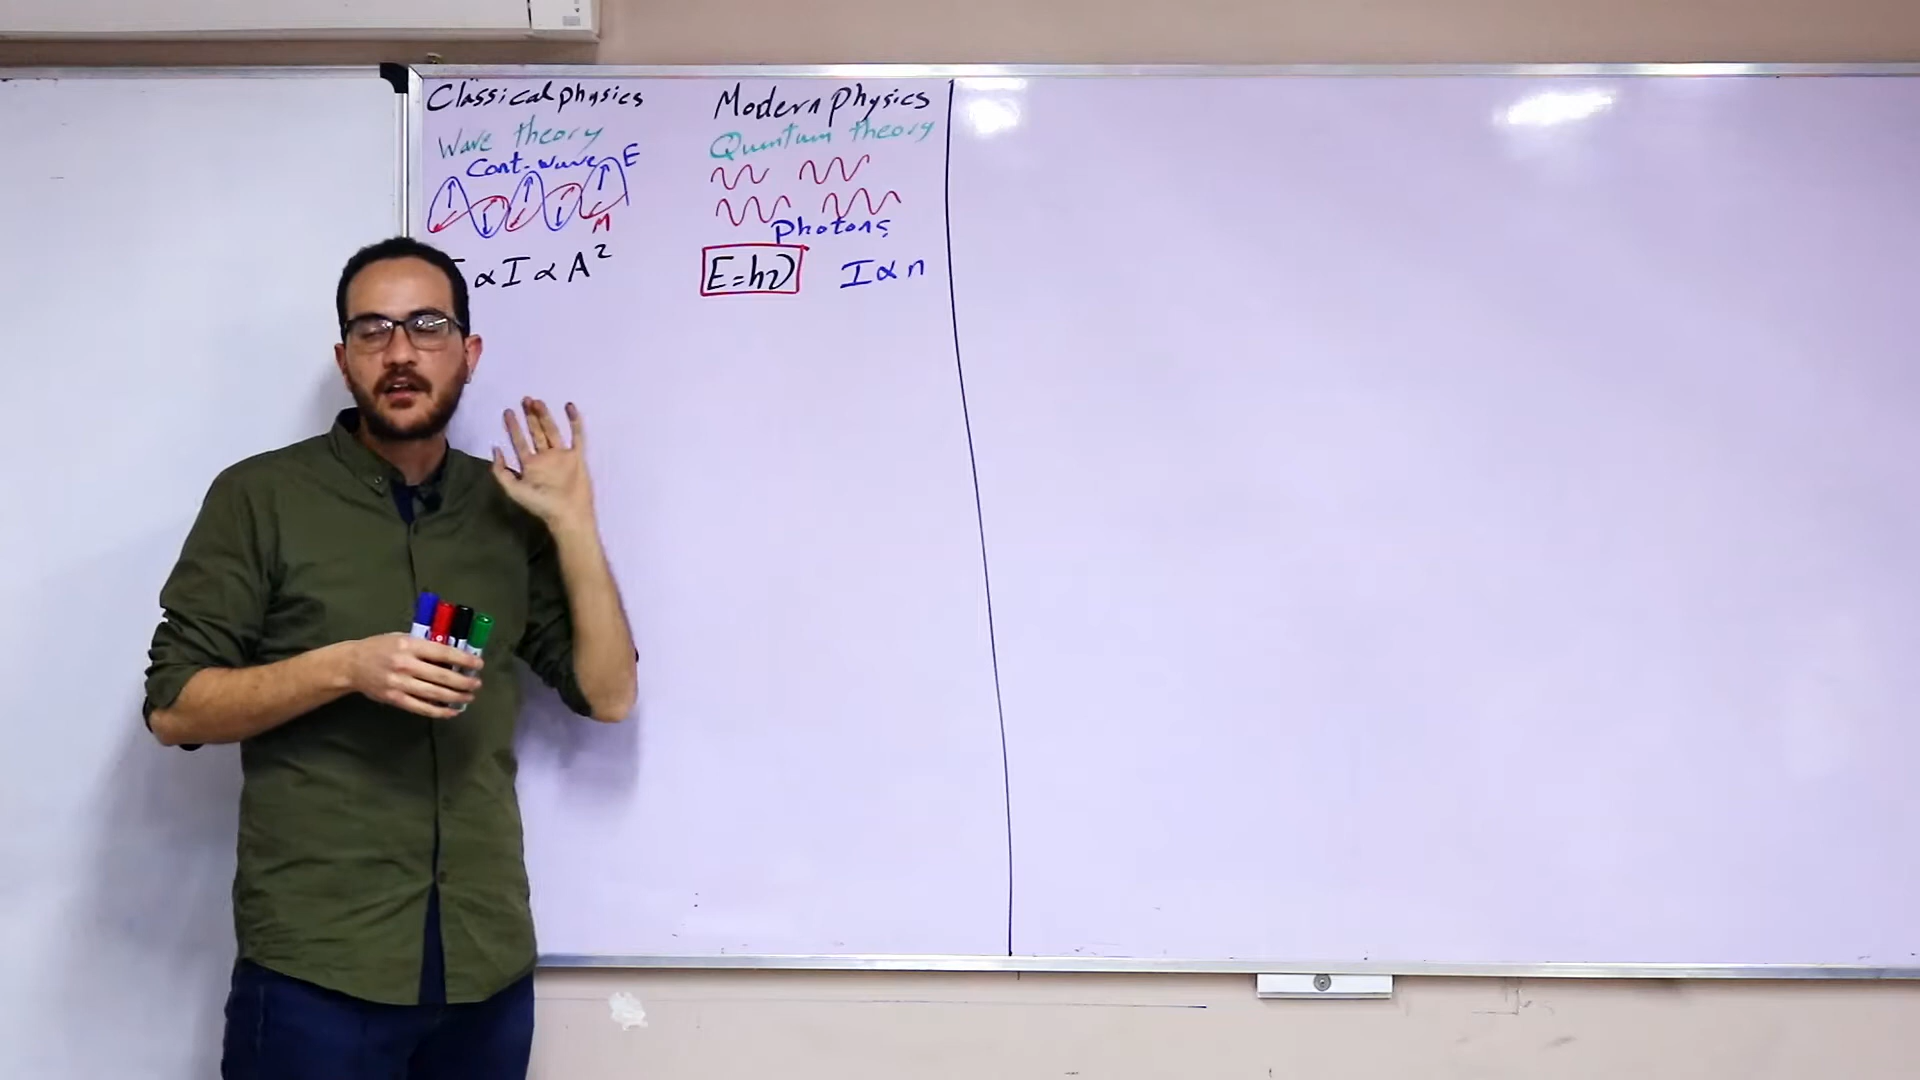 Classical physics
Wave theory
Cont. wave E
M
∝ I ∝ A²
Modern physics
Quantum theory
Photons
E=hν I ∝ n